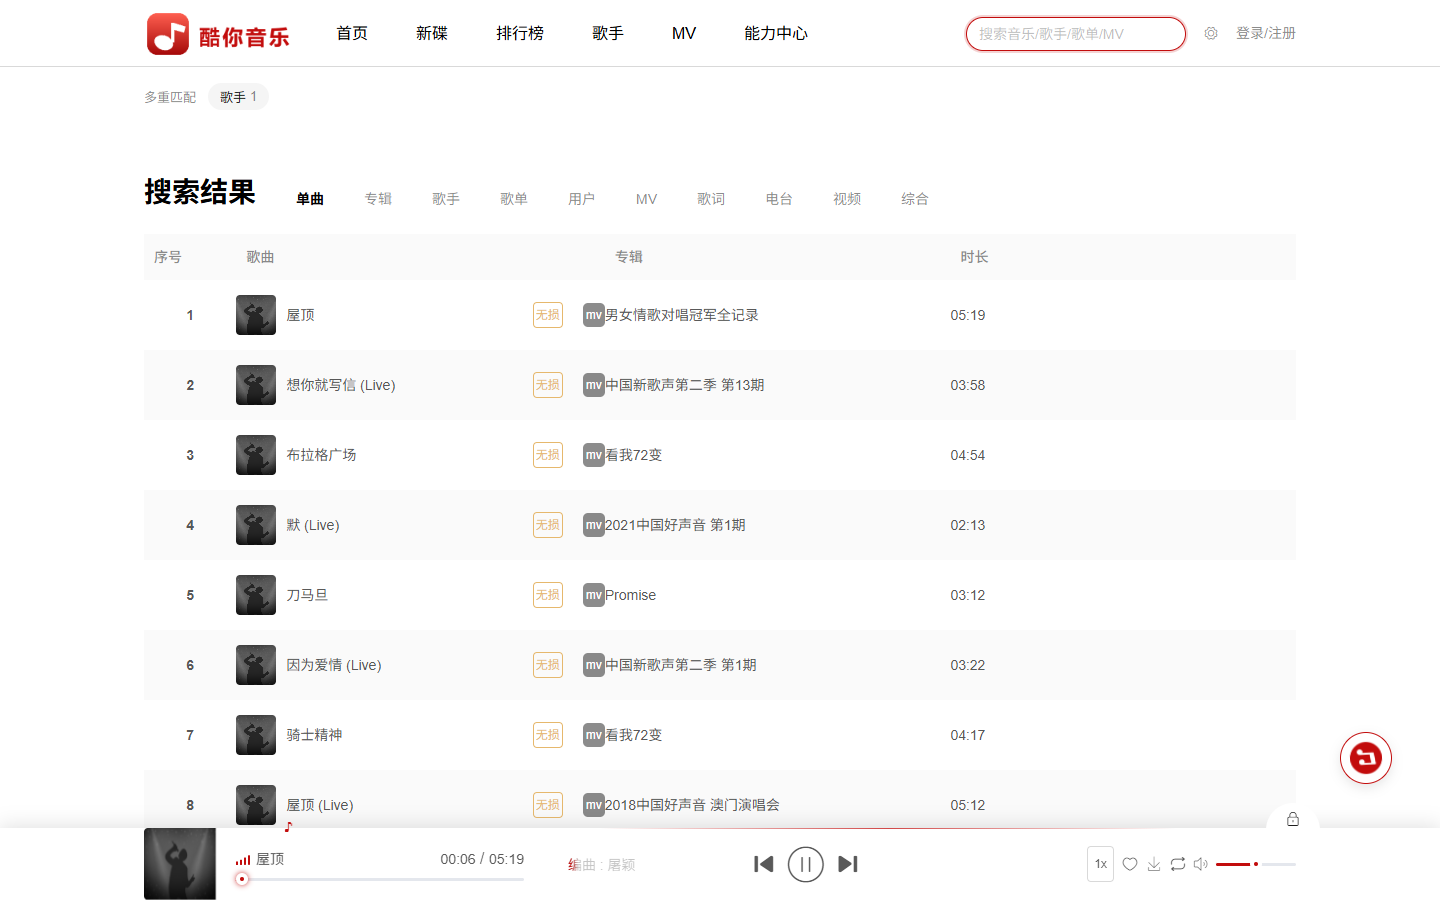 酷你音乐 首页 新碟 排行榜 歌手 MV 能力中心 搜索音乐/歌手/歌单/MV 登录/注册
多重匹配 歌手 1
搜索结果 单曲 专辑 歌手 歌单 用户 MV 歌词 电台 视频 综合
序号 歌曲 专辑 时长
1 屋顶 无损 mv 男女情歌对唱冠军全记录 05:19
2 想你就写信 (Live) 无损 mv 中国新歌声第二季 第13期 03:58
3 布拉格广场 无损 mv 看我72变 04:54
4 默 (Live) 无损 mv 2021中国好声音 第1期 02:13
5 刀马旦 无损 mv Promise 03:12
6 因为爱情 (Live) 无损 mv 中国新歌声第二季 第1期 03:22
7 骑士精神 无损 mv 看我72变 04:17
8 屋顶 (Live) 无损 mv 2018中国好声音 澳门演唱会 05:12
屋顶 00:06 / 05:19 编曲 : 屠颖 1x